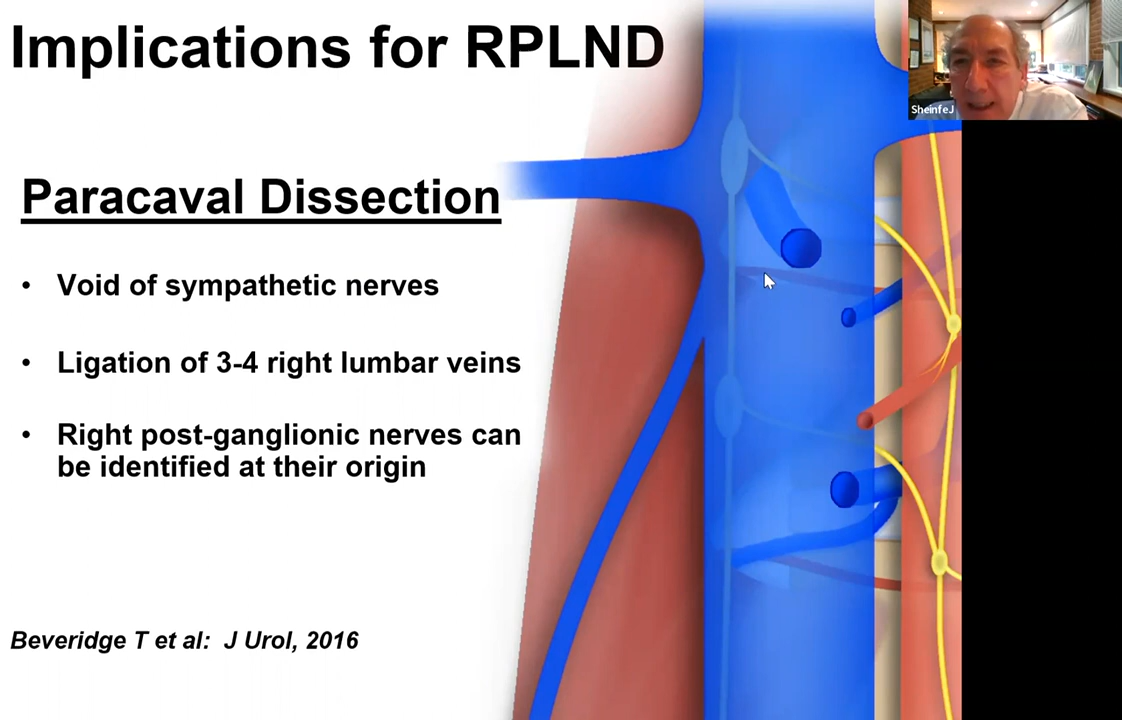 Implications for RPLND
SheinfeJ
Paracaval Dissection
• Void of sympathetic nerves
• Ligation of 3-4 right lumbar veins
• Right post-ganglionic nerves can
be identified at their origin
Beveridge T et al: J Urol, 2016